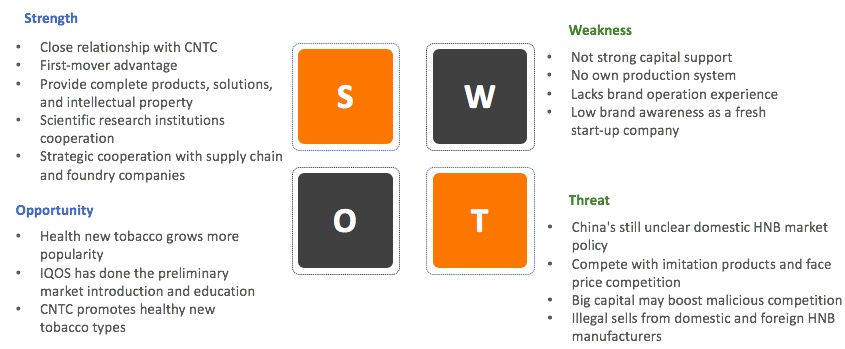 Strength
• Close relationship with CNTC
• First-mover advantage
• Provide complete products, solutions,
and intellectual property
• Scientific research institutions
cooperation
• Strategic cooperation with supply chain
and foundry companies
S
W
Weakness
• Not strong capital support
• No own production system
• Lacks brand operation experience
• Low brand awareness as a fresh
start-up company
Opportunity
• Health new tobacco grows more
popularity
• IQOS has done the preliminary
market introduction and education
• CNTC promotes healthy new
tobacco types
O
T
Threat
• China's still unclear domestic HNB market
policy
• Compete with imitation products and face
price competition
• Big capital may boost malicious competition
• Illegal sells from domestic and foreign HNB
manufacturers